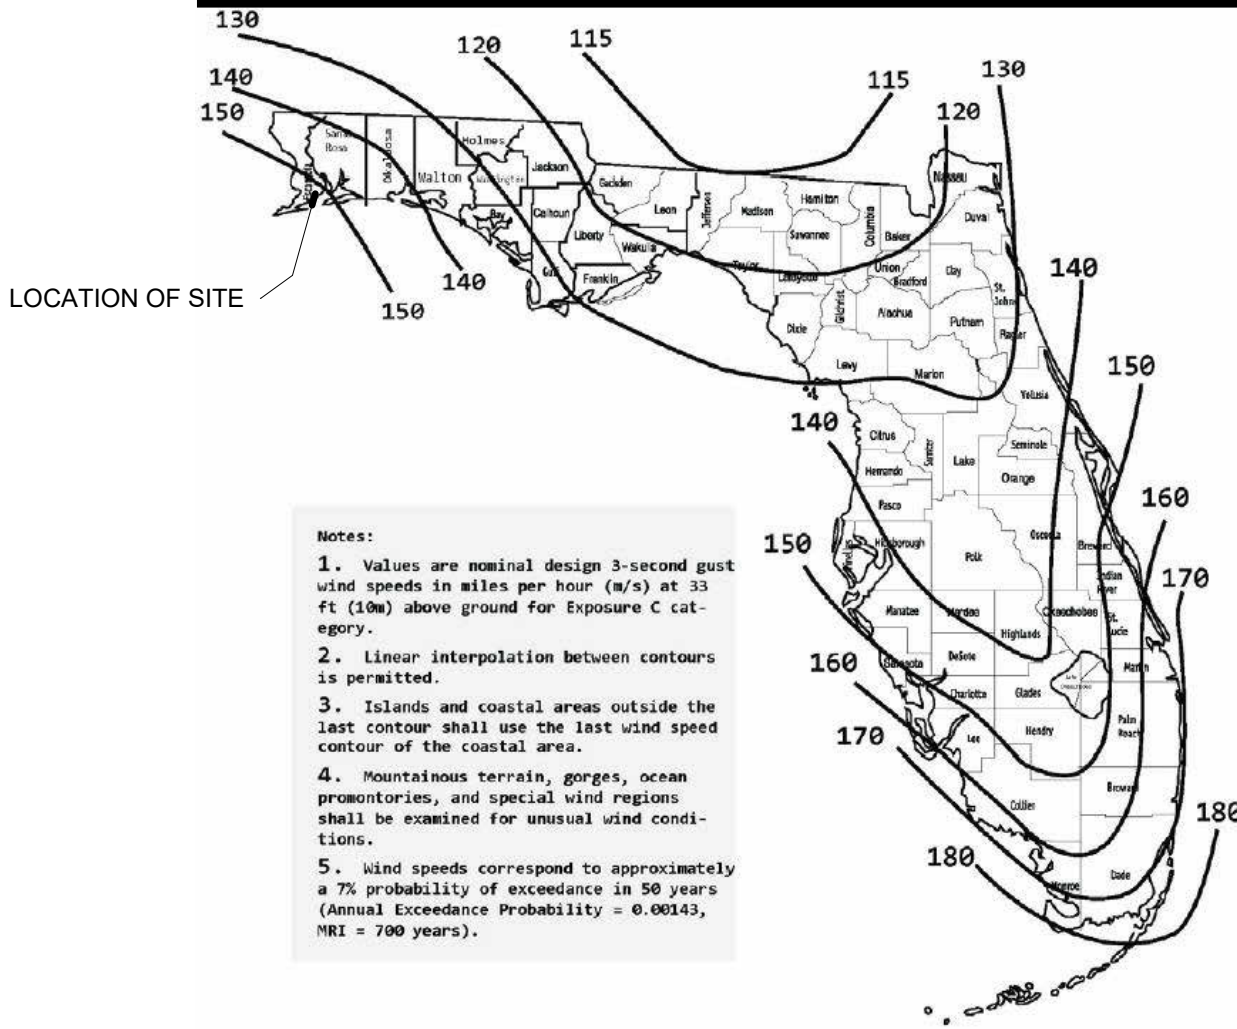 130
120
115
115
130
120
140
150
Santa
Rosa
Okaloosa
Walton
Holmes
Jackson
Bay
Calhoun
Gulf
Liberty
Franklin
Gadsden
Leon
Wakulla
Jefferson
Madison
Taylor
Hamilton
Suwannee
Lafayette
Columbia
Baker
Nassau
Duval
Union
Bradford
Clay
St.
Johns
Dixie
Gilchrist
Alachua
Putnam
Flagler
Levy
Marion
LOCATION OF SITE
150
140
140
150
140
Volusia
Citrus
Sumter
Lake
Seminole
Hernando
Orange
Pasco
160
150
Pinellas
Hillsborough
Polk
Osceola
Brevard
Indian
River
170
Manatee
Hardee
Highlands
Okeechobee
St.
Lucie
160
Sarasota
DeSoto
Martin
Charlotte
Glades
170
Lee
Hendry
Palm
Beach
Collier
Broward
180
180
Monroe
Dade
Notes:
1. Values are nominal design 3-second gust
wind speeds in miles per hour (m/s) at 33
ft (10m) above ground for Exposure C cat-
egory.
2. Linear interpolation between contours
is permitted.
3. Islands and coastal areas outside the
last contour shall use the last wind speed
contour of the coastal area.
4. Mountainous terrain, gorges, ocean
promontories, and special wind regions
shall be examined for unusual wind condi-
tions.
5. Wind speeds correspond to approximately
a 7% probability of exceedance in 50 years
(Annual Exceedance Probability = 0.00143,
MRI = 700 years).